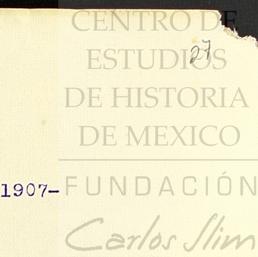 CENTRO DE
27
ESTUDIOS
DE HISTORIA
DE MEXICO
1907-
FUNDACIÓN
Carlos Slim